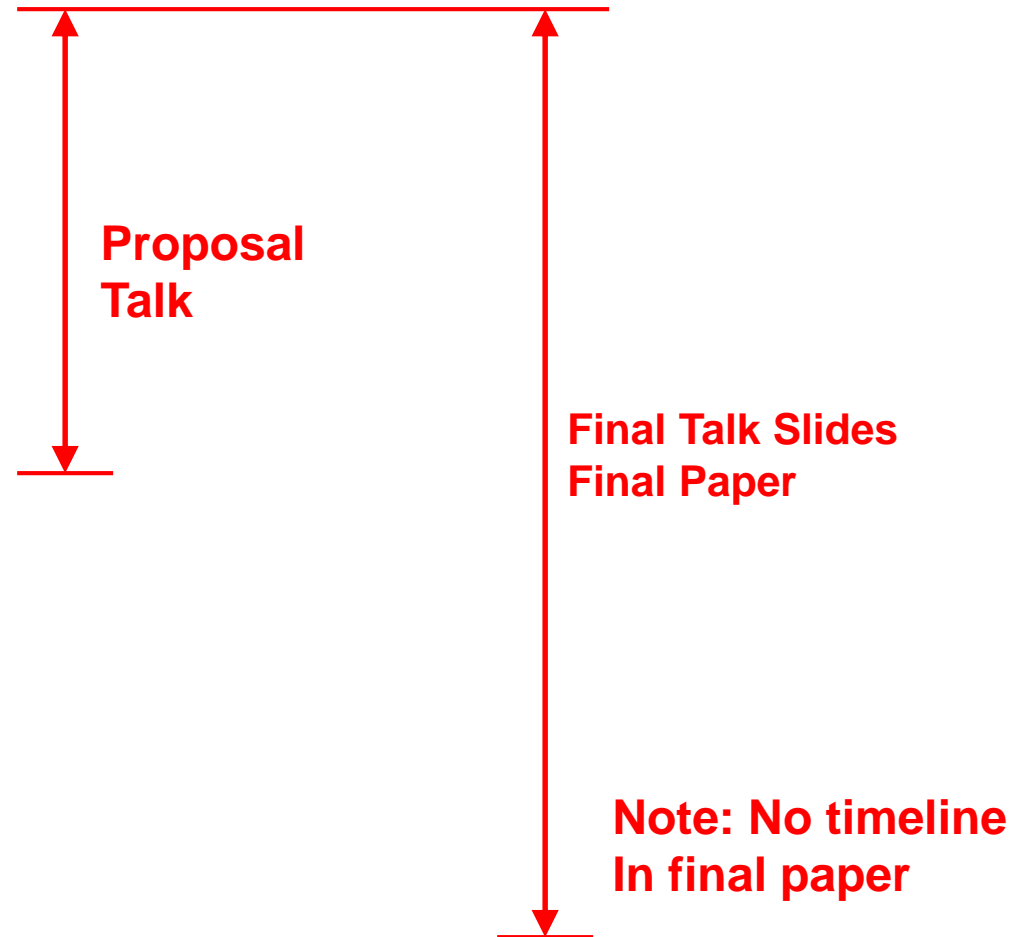 Proposal
Talk
Final Talk Slides
Final Paper
Note: No timeline
In final paper